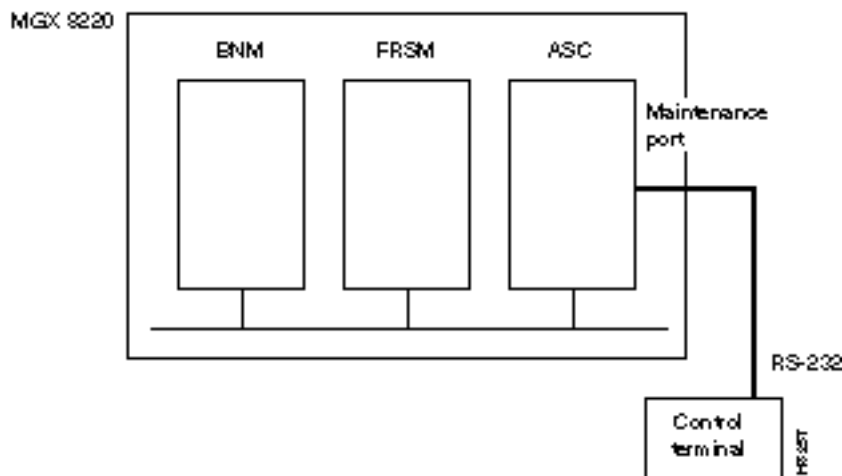 MGX 8220
BNM
FRSM
ASC
Maintenance
port
RS-232
Control
terminal